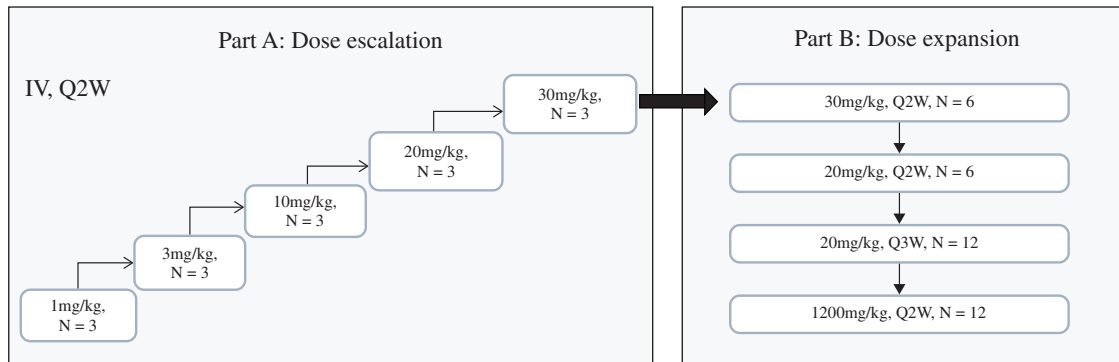 Part A: Dose escalation
IV, Q2W
1mg/kg,
N = 3
3mg/kg,
N = 3
10mg/kg,
N = 3
20mg/kg,
N = 3
30mg/kg,
N = 3
Part B: Dose expansion
30mg/kg, Q2W, N = 6
20mg/kg, Q2W, N = 6
20mg/kg, Q3W, N = 12
1200mg/kg, Q2W, N = 12